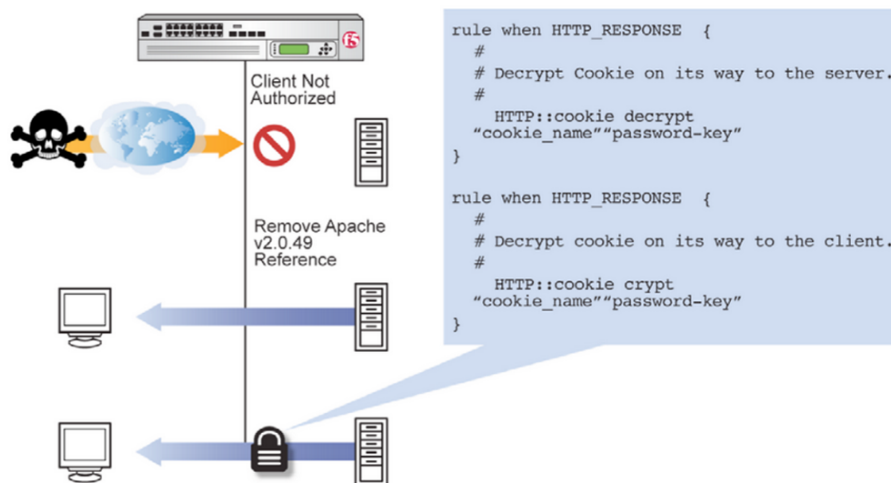 f5
Client Not
Authorized
Remove Apache
v2.0.49
Reference
rule when HTTP_RESPONSE {
#
# Decrypt Cookie on its way to the server.
#
HTTP::cookie decrypt
“cookie_name”“password-key”
}
rule when HTTP_RESPONSE {
#
# Decrypt cookie on its way to the client.
#
HTTP::cookie crypt
“cookie_name”“password-key”
}